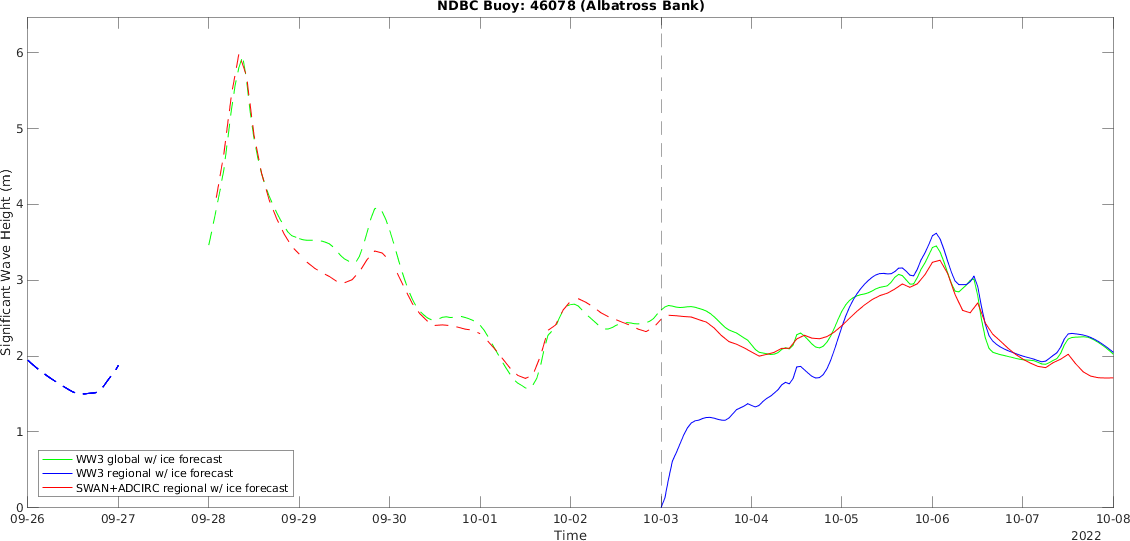 NDBC Buoy: 46078 (Albatross Bank)
Significant Wave Height (m)
6
5
4
3
2
1
0
WW3 global w/ ice forecast
WW3 regional w/ ice forecast
SWAN+ADCIRC regional w/ ice forecast
09-26 09-27 09-28 09-29 09-30 10-01 10-02 10-03 10-04 10-05 10-06 10-07 10-08
Time
2022